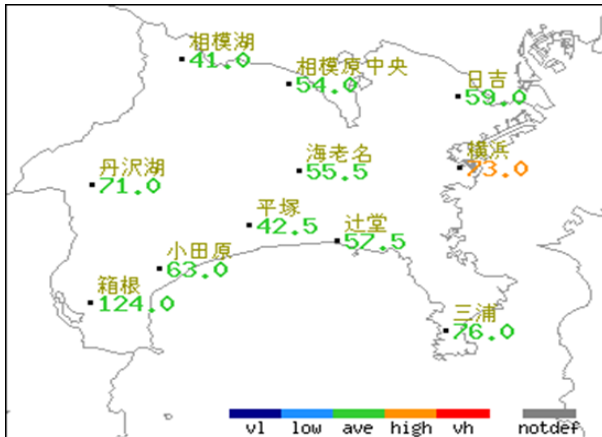 相模湖
41.0
相模原中央
54.0
日吉
59.0
横浜
73.0
海老名
55.5
丹沢湖
71.0
平塚
42.5
辻堂
57.5
小田原
63.0
箱根
124.0
三浦
76.0
vl low ave high vh notdef